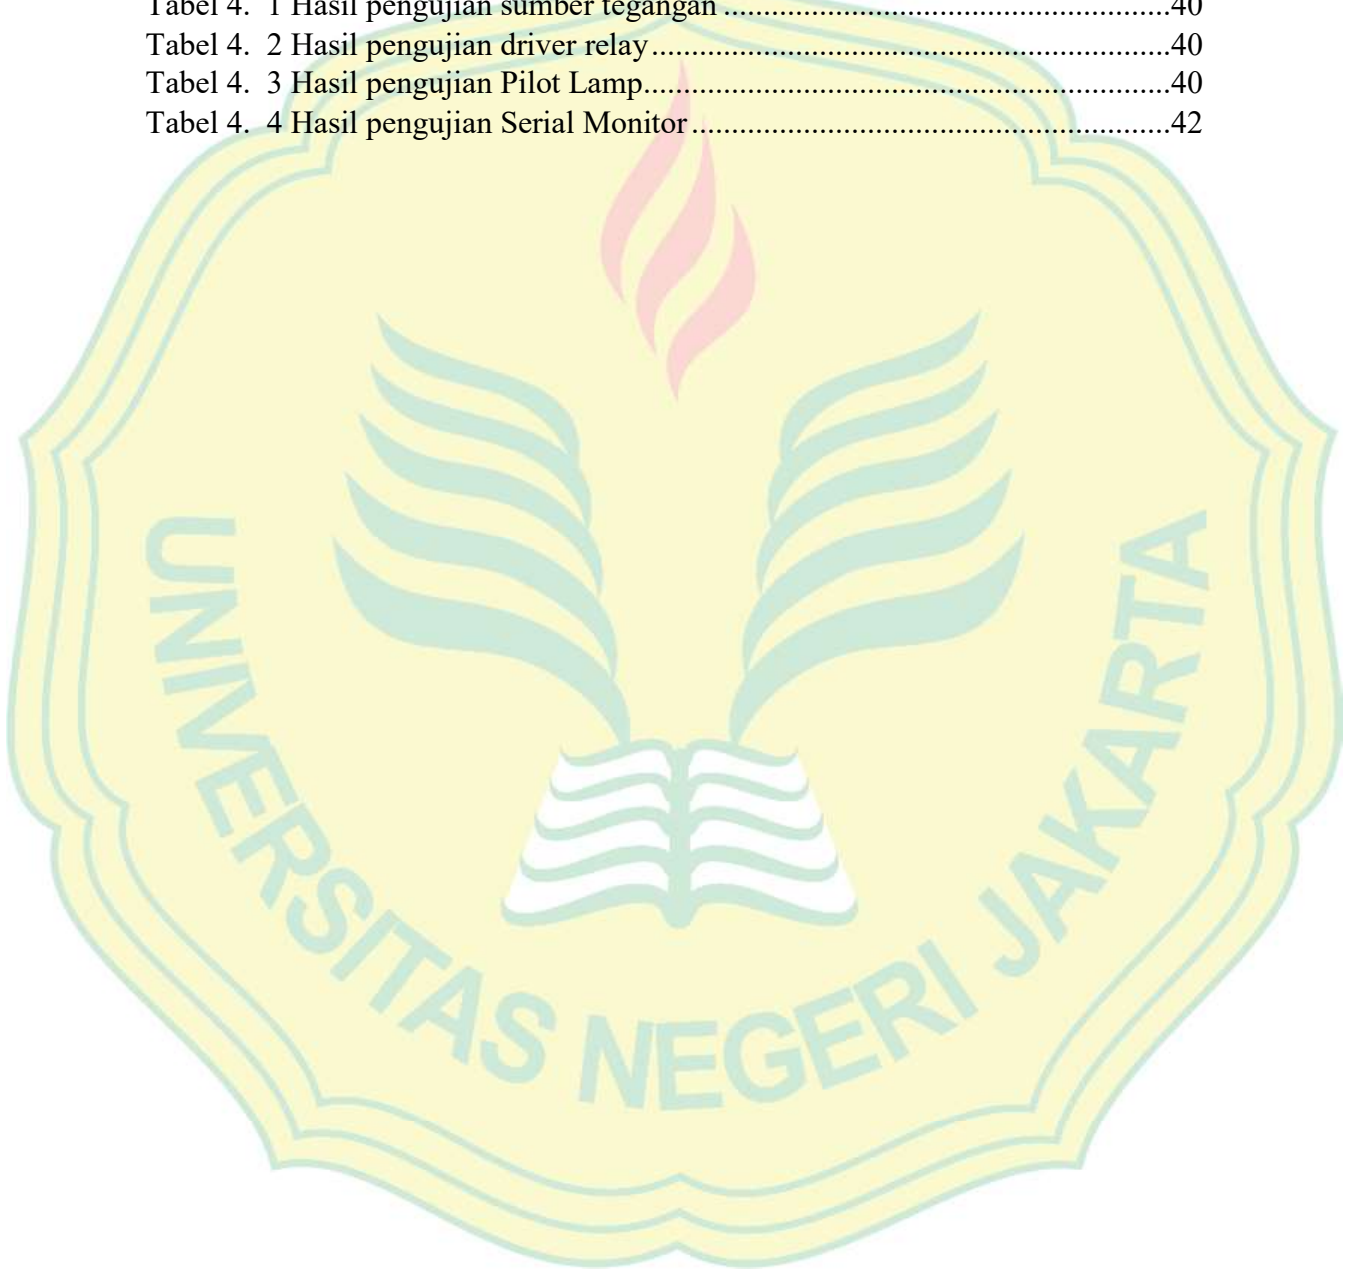 Tabel 4.  1 Hasil pengujian sumber tegangan ........................................................40
Tabel 4.  2 Hasil pengujian driver relay.................................................................40
Tabel 4.  3 Hasil pengujian Pilot Lamp..................................................................40
Tabel 4.  4 Hasil pengujian Serial Monitor............................................................42
UNIVERSITAS NEGERI JAKARTA